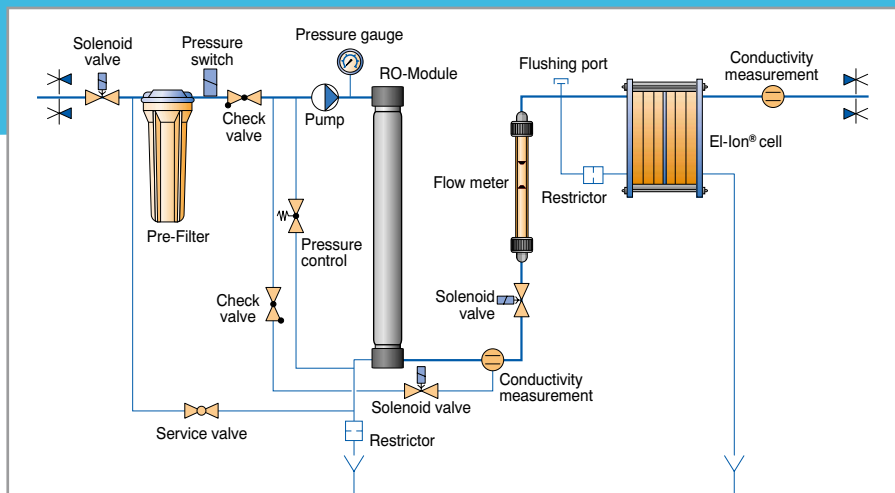 Solenoid
valve
Pressure
switch
Pressure gauge
RO-Module
Flushing port
Conductivity
measurement
Check
valve
Pump
El-Ion® cell
Flow meter
Restrictor
Pre-Filter
Pressure
control
Check
valve
Solenoid
valve
Conductivity
measurement
Solenoid valve
Service valve
Restrictor